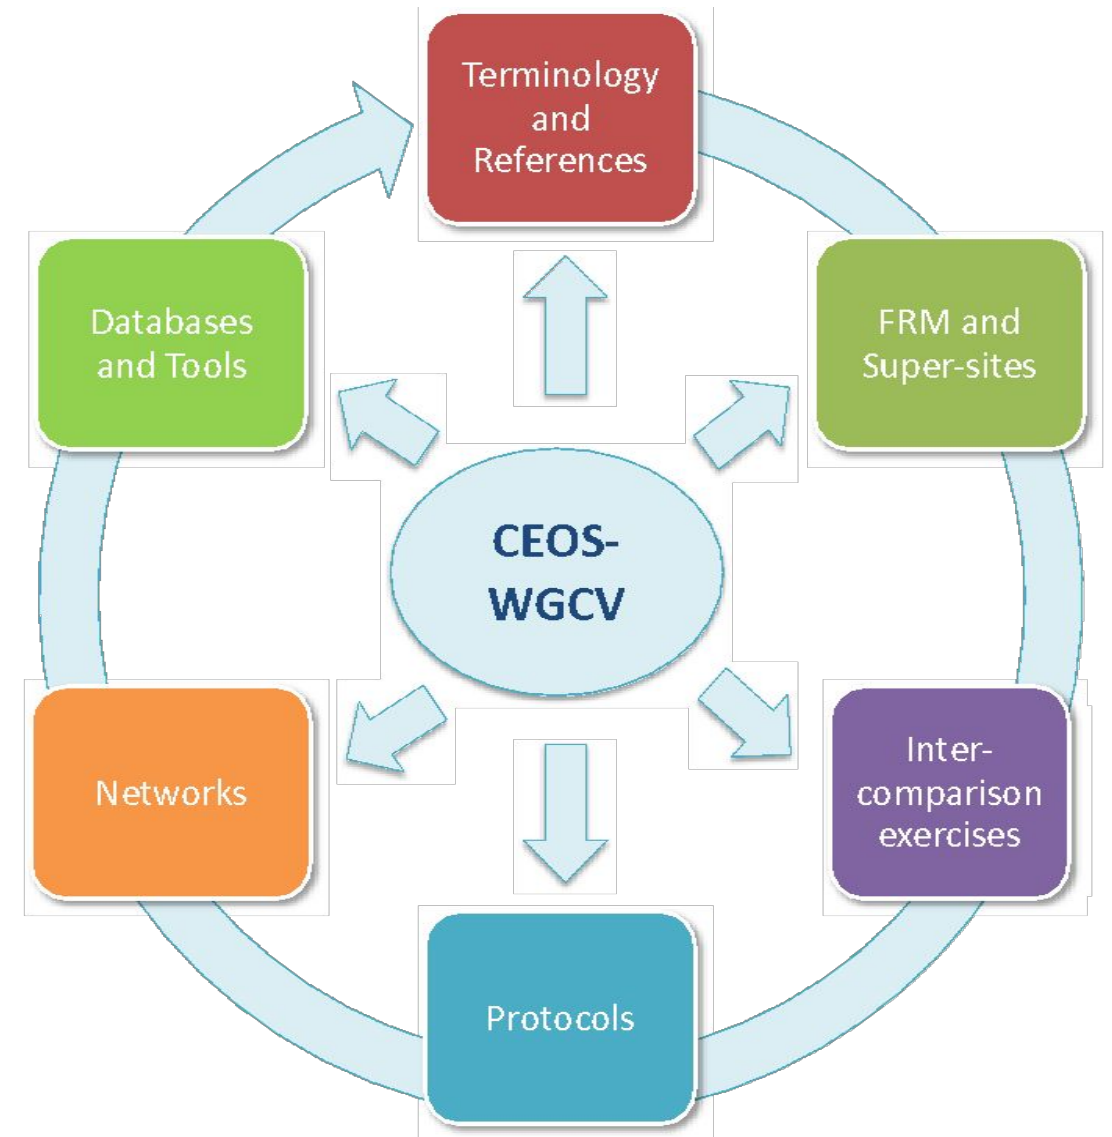 Terminology
and
References
Databases
and Tools
FRM and
Super-sites
CEOS-
WGCV
Networks
Inter-
comparison
exercises
Protocols